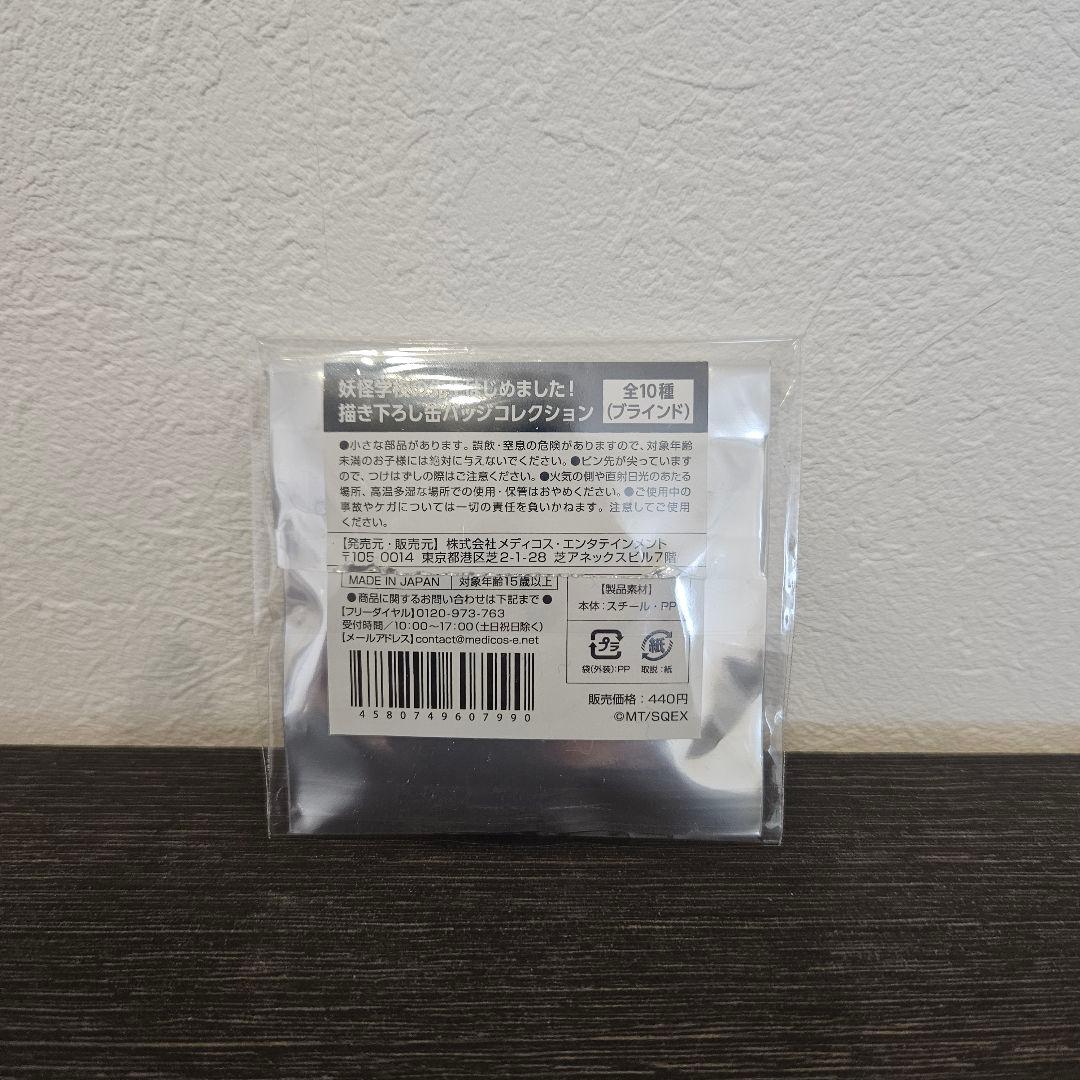 妖怪学校の先生はじめました!
描き下ろし缶バッジコレクション
全10種
(ブラインド)
●小さな部品があります。誤飲・窒息の危険がありますので、対象年齢
未満のお子様には絶対に与えないでください。●ピン先が尖っています
ので、つけはずしの際はご注意ください。●火気の側や直射日光のあたる
場所、高温多湿な場所での使用・保管はおやめください。●ご使用中の
事故やケガについては一切の責任を負いかねます。注意してご使用
ください。
【発売元・販売元】株式会社メディコス・エンタテインメント
〒105 0014 東京都港区芝2-1-28 芝アネックスビル7階
MADE IN JAPAN 対象年齢15歳以上
●商品に関するお問い合わせは下記まで●
【フリーダイヤル】0120-973-763
受付時間/10:00〜17:00(土日祝日除く)
【メールアドレス】contact@medicos-e.net
4580749607990
【製品素材】
本体:スチール・PP
プラ 紙
袋(外装):PP 取説:紙
販売価格:440円
©MT/SQEX